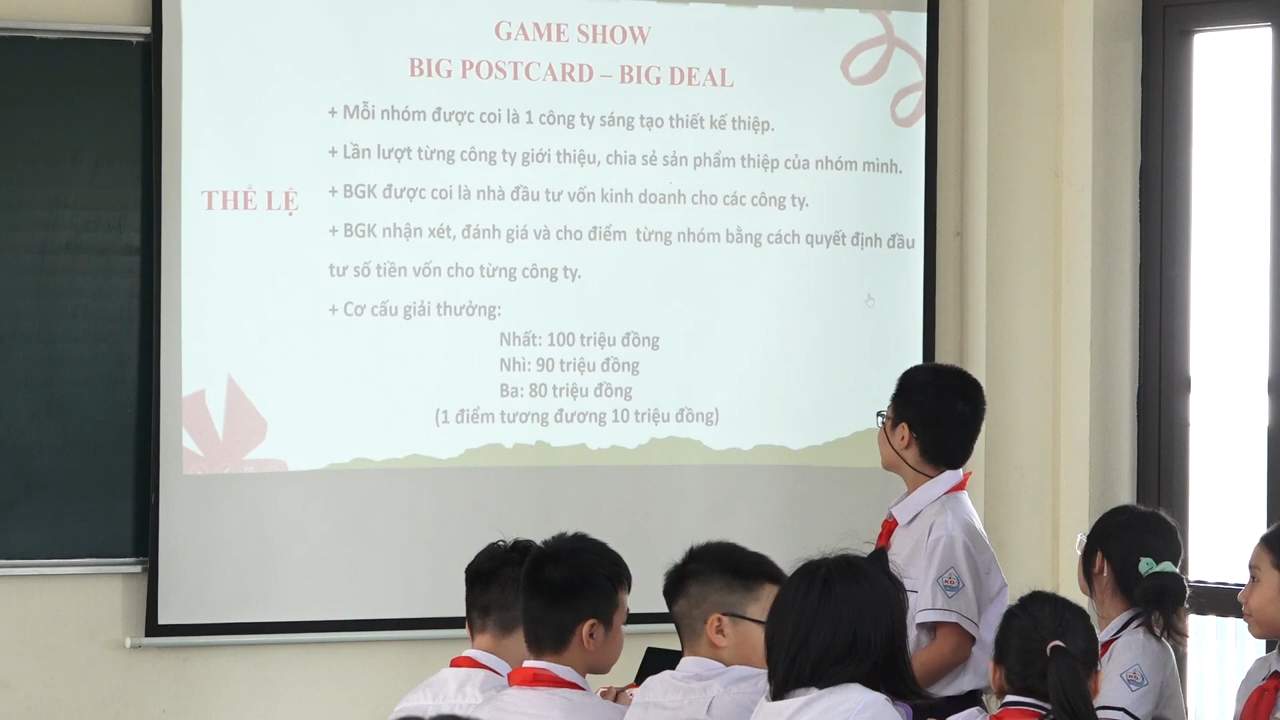 GAME SHOW
BIG POSTCARD – BIG DEAL
+ Mỗi nhóm được coi là 1 công ty sáng tạo thiết kế thiệp.
+ Lần lượt từng công ty giới thiệu, chia sẻ sản phẩm thiệp của nhóm mình.
THỂ LỆ
+ BGK được coi là nhà đầu tư vốn kinh doanh cho các công ty.
+ BGK nhận xét, đánh giá và cho điểm từng nhóm bằng cách quyết định đầu
tư số tiền vốn cho từng công ty.
+ Cơ cấu giải thưởng:
Nhất: 100 triệu đồng
Nhì: 90 triệu đồng
Ba: 80 triệu đồng
(1 điểm tương đương 10 triệu đồng)